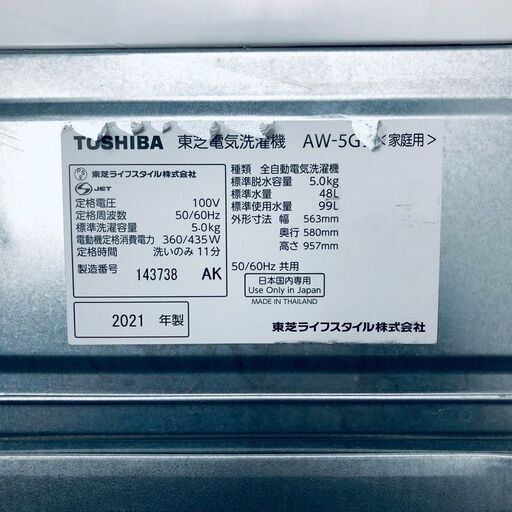 TOSHIBA 東芝電気洗濯機 AW-5G <家庭用>
東芝ライフスタイル株式会社
JET
定格電圧 100V
定格周波数 50/60Hz
標準洗濯容量 5.0kg
電動機定格消費電力 360/435W
定格時間 洗いのみ 11分
製造番号 143738 AK
2021 年製
種類 全自動電気洗濯機
標準脱水容量 5.0kg
標準水量 48L
標準使用水量 99L
外形寸法 幅 563mm
奥行 580mm
高さ 957mm
50/60Hz 共用
日本国内専用
Use Only in Japan
MADE IN THAILAND
東芝ライフスタイル株式会社